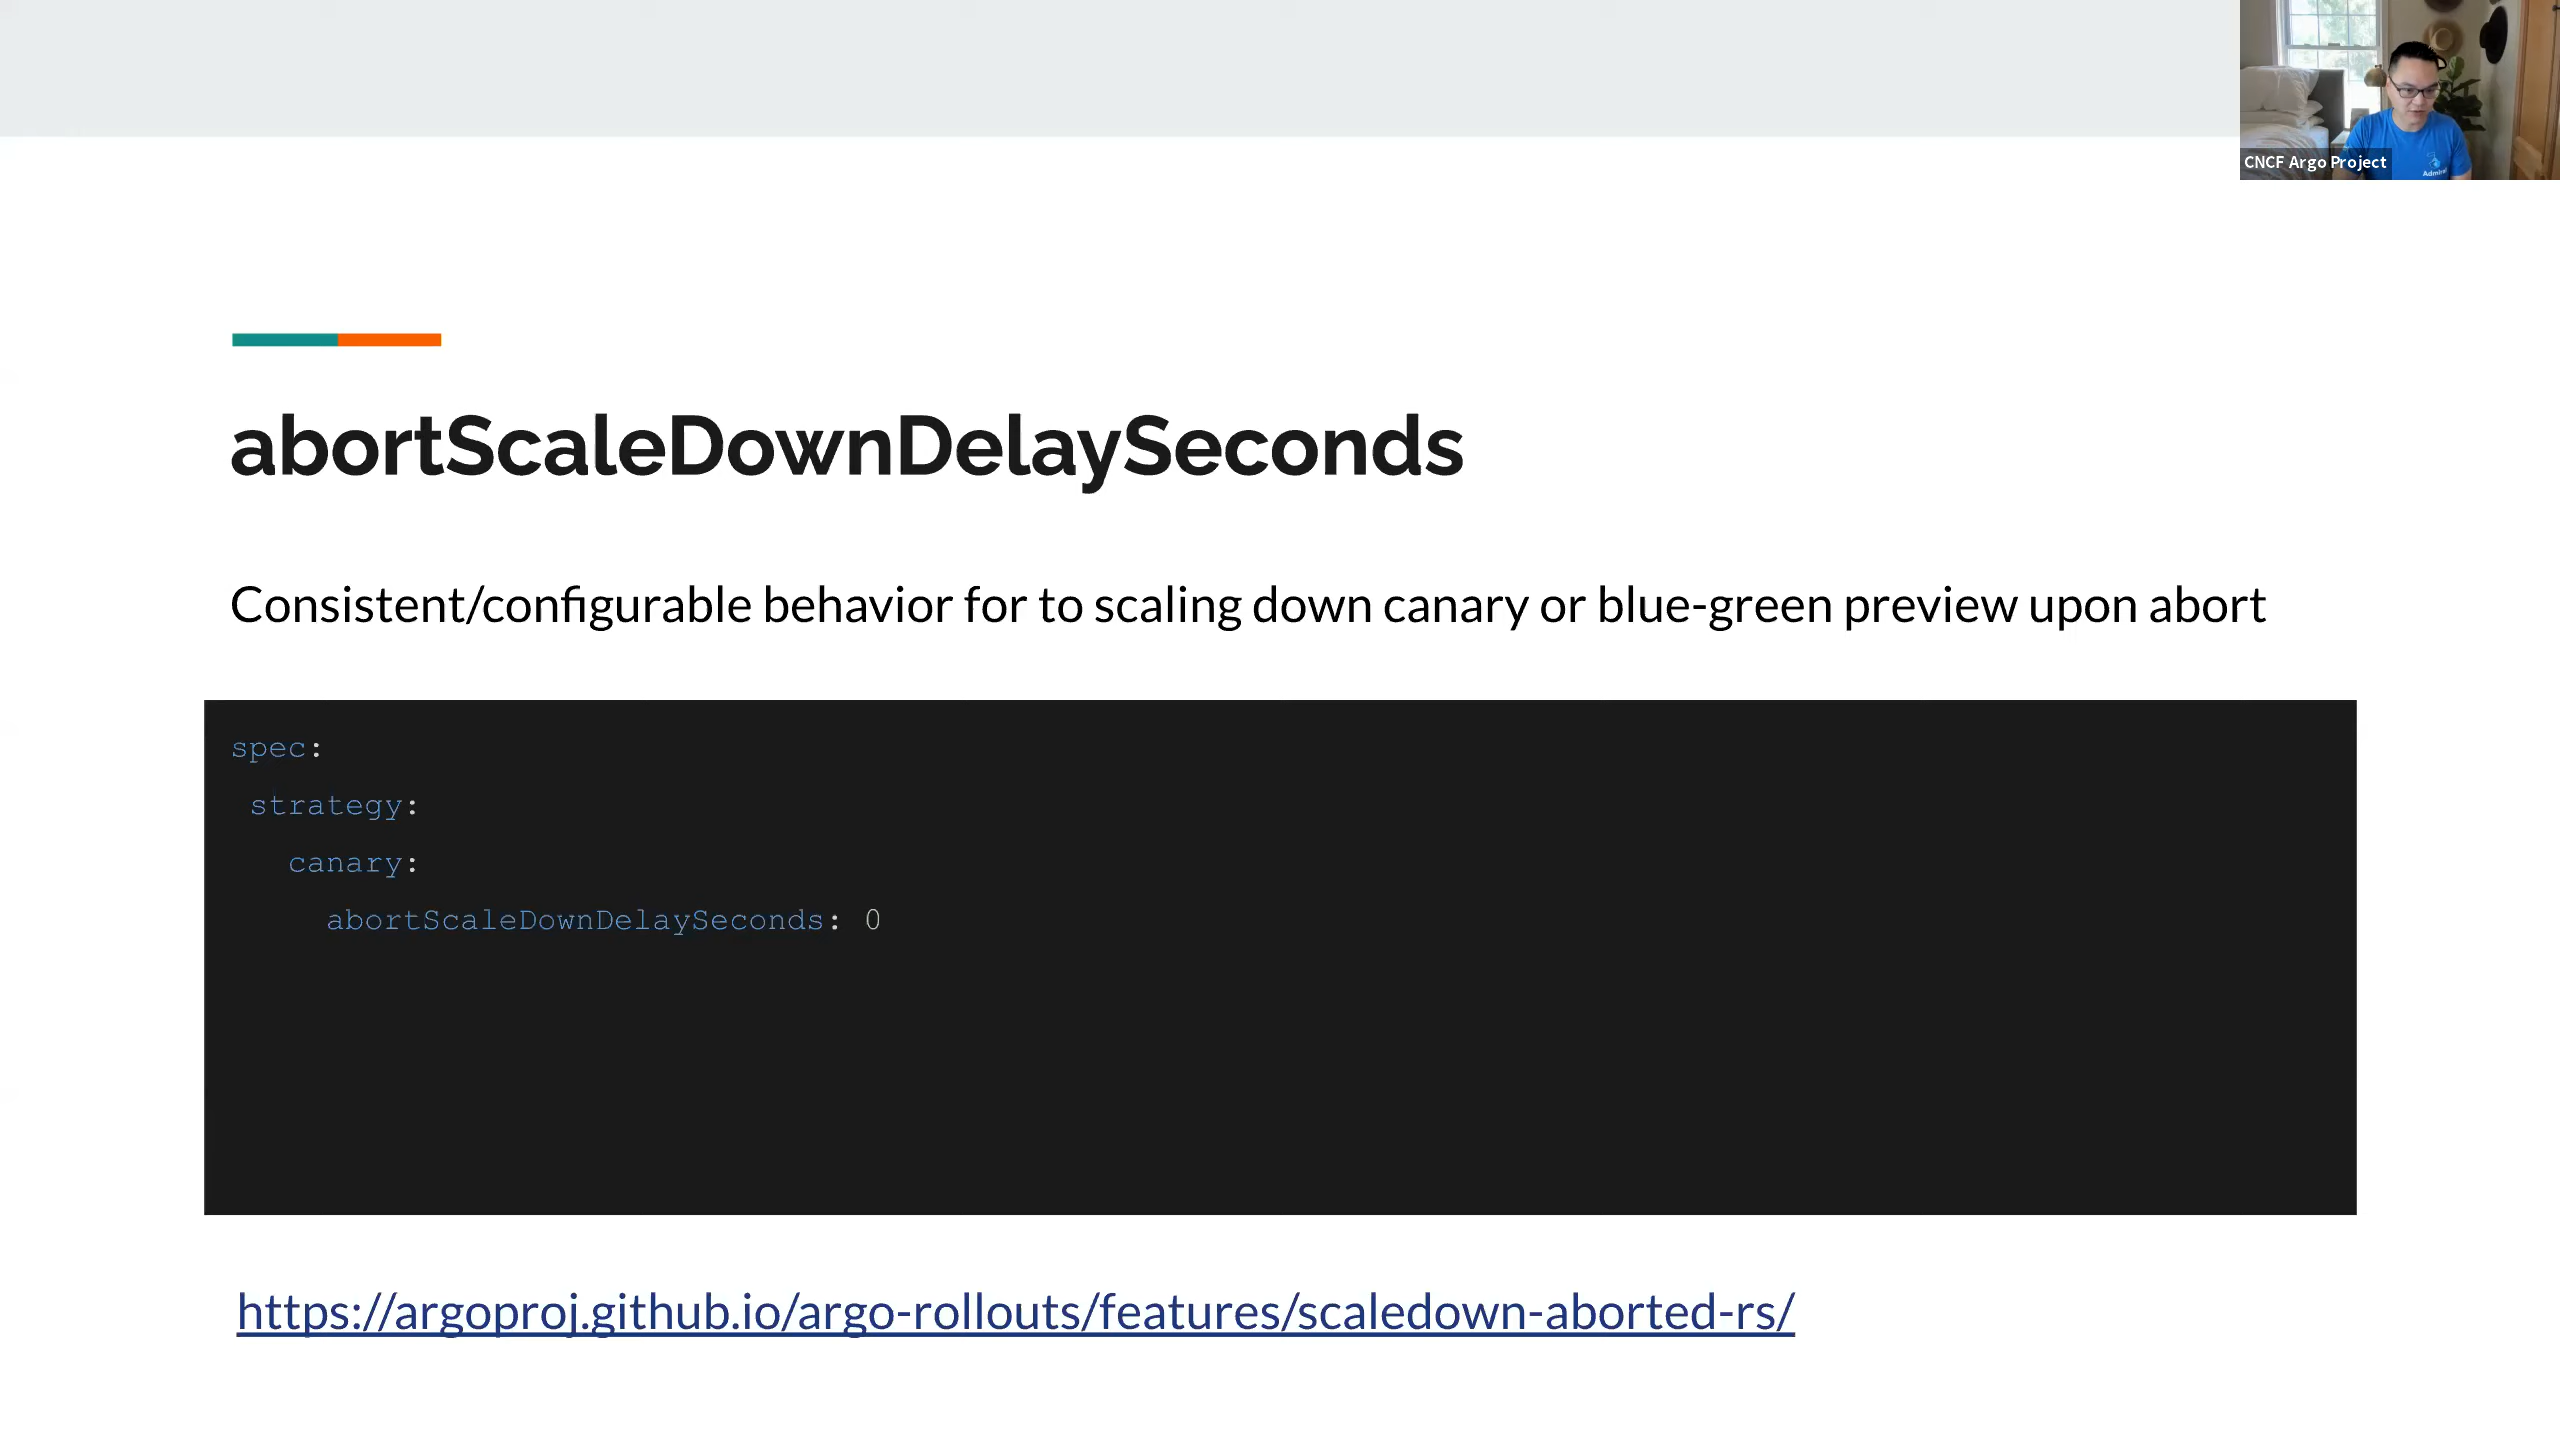 CNCF Argo Project
abortScaleDownDelaySeconds
Consistent/configurable behavior for to scaling down canary or blue-green preview upon abort
spec:
strategy:
canary:
abortScaleDownDelaySeconds: 0
https://argoproj.github.io/argo-rollouts/features/scaledown-aborted-rs/